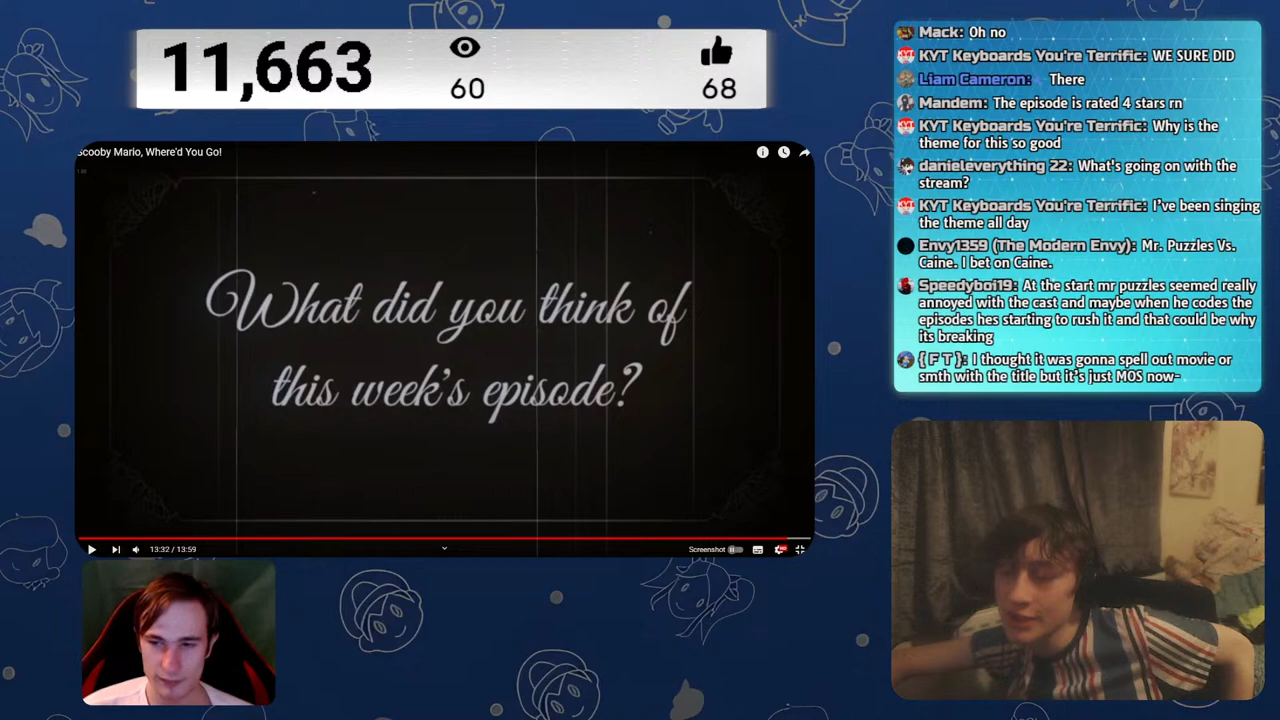 11,663
60
68
Scooby Mario, Where'd You Go!
What did you think of
this week's episode?
13:32 / 13:59
Screenshot
Mack: Oh no
KYT Keyboards You're Terrific: WE SURE DID
Liam Cameron: There
Mandem: The episode is rated 4 stars rn
KYT Keyboards You're Terrific: Why is the
theme for this so good
danieleverything 22: What's going on with the
stream?
KYT Keyboards You're Terrific: I've been singing
the theme all day
Envy1359 (The Modern Envy): Mr. Puzzles Vs.
Caine. I bet on Caine.
Speedyboi19: At the start mr puzzles seemed really
annoyed with the cast and maybe when he codes the
episodes hes starting to rush it and that could be why
its breaking
{ F T }: I thought it was gonna spell out movie or
smth with the title but it's just MOS now-